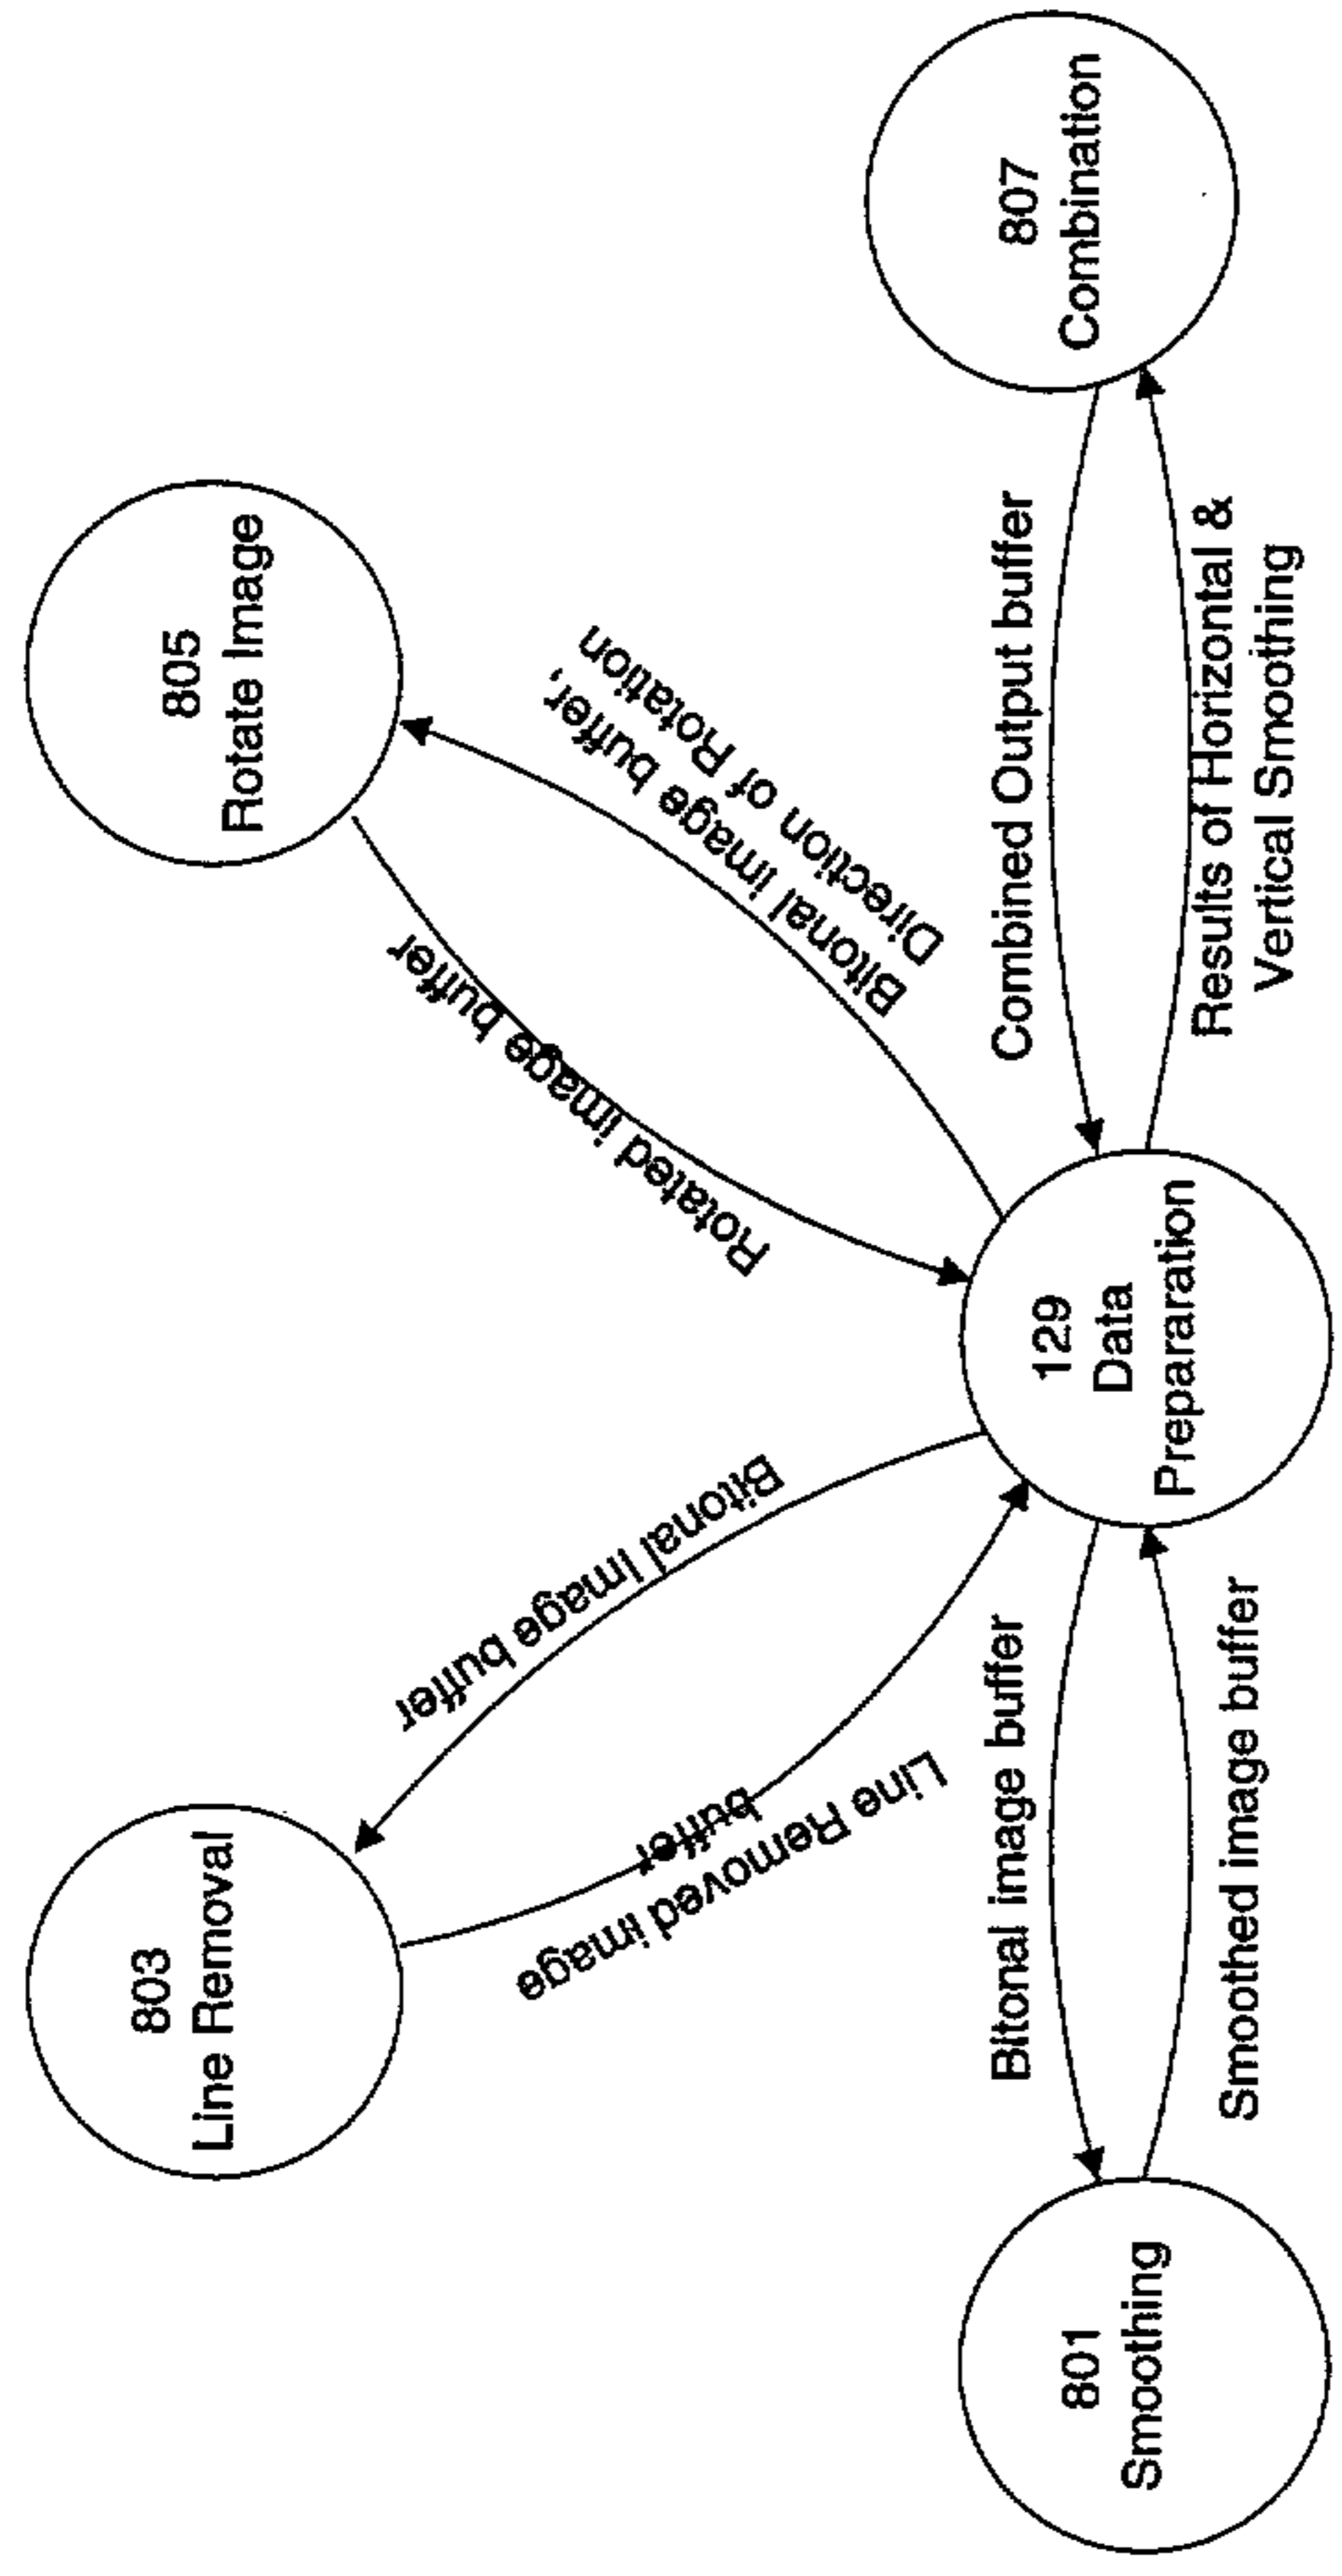 803
Line Removal
805
Rotate Image
Bitonal Image buffer
Line Removed image
buffer
Rotated image buffer
Bitonal image buffer,
Direction of Rotation
801
Smoothing
Bitonal image buffer
Smoothed image buffer
129
Data
Prepararation
Combined Output buffer
Results of Horizontal &
Vertical Smoothing
807
Combination